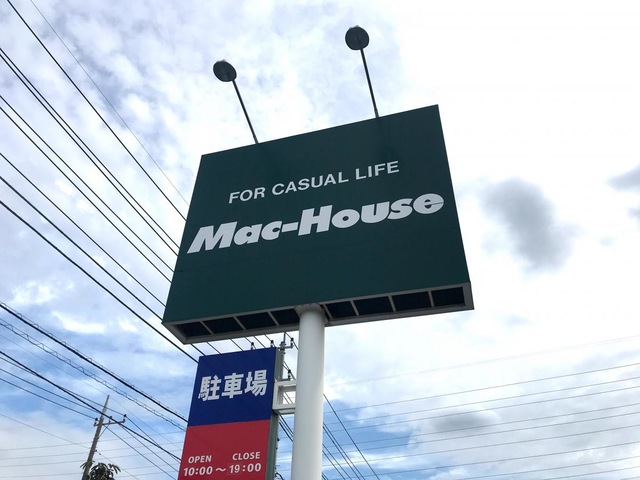 FOR CASUAL LIFE
Mac-House
駐車場
OPEN CLOSE
10:00～19:00